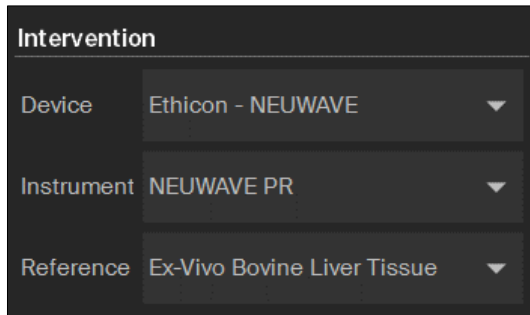 Intervention
Device Ethicon - NEUWAVE
Instrument NEUWAVE PR
Reference Ex-Vivo Bovine Liver Tissue